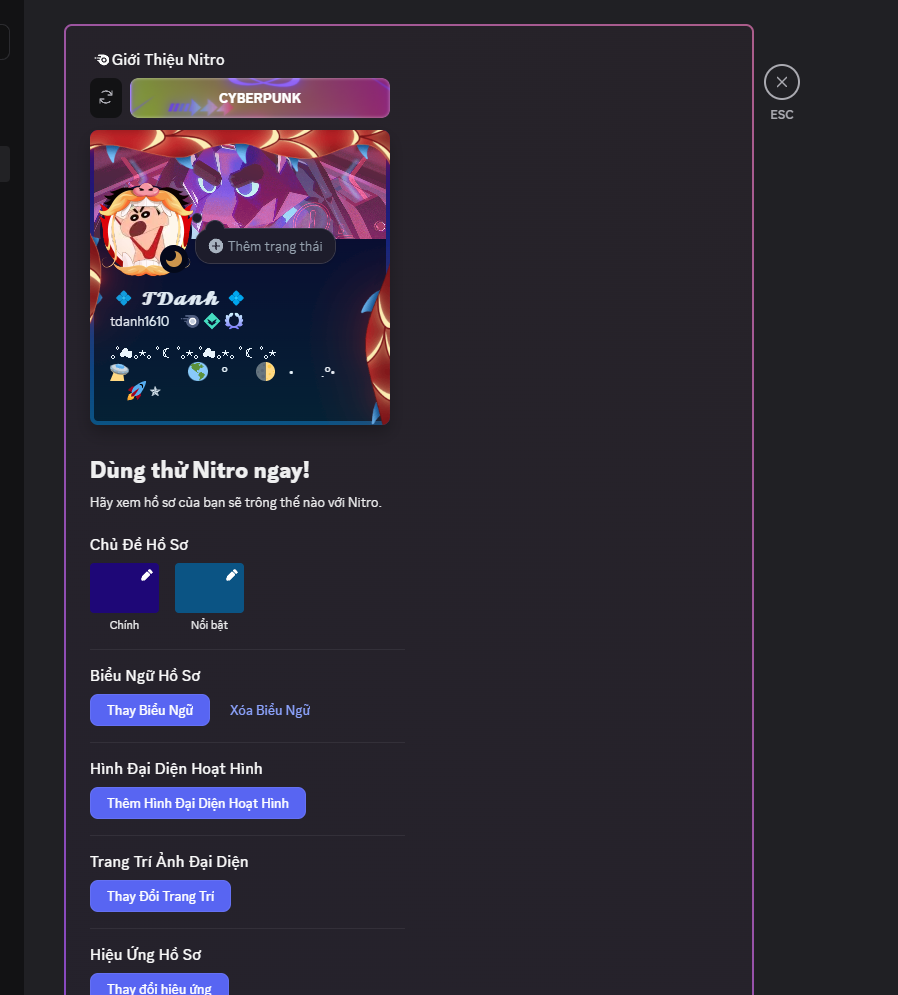 Giới Thiệu Nitro
CYBERPUNK
ESC
Thêm trạng thái
TDanh
tdanh1610
Dùng thử Nitro ngay!
Hãy xem hồ sơ của bạn sẽ trông thế nào với Nitro.
Chủ Đề Hồ Sơ
Chính
Nổi bật
Biểu Ngữ Hồ Sơ
Thay Biểu Ngữ
Xóa Biểu Ngữ
Hình Đại Diện Hoạt Hình
Thêm Hình Đại Diện Hoạt Hình
Trang Trí Ảnh Đại Diện
Thay Đổi Trang Trí
Hiệu Ứng Hồ Sơ
Thay đổi hiệu ứng